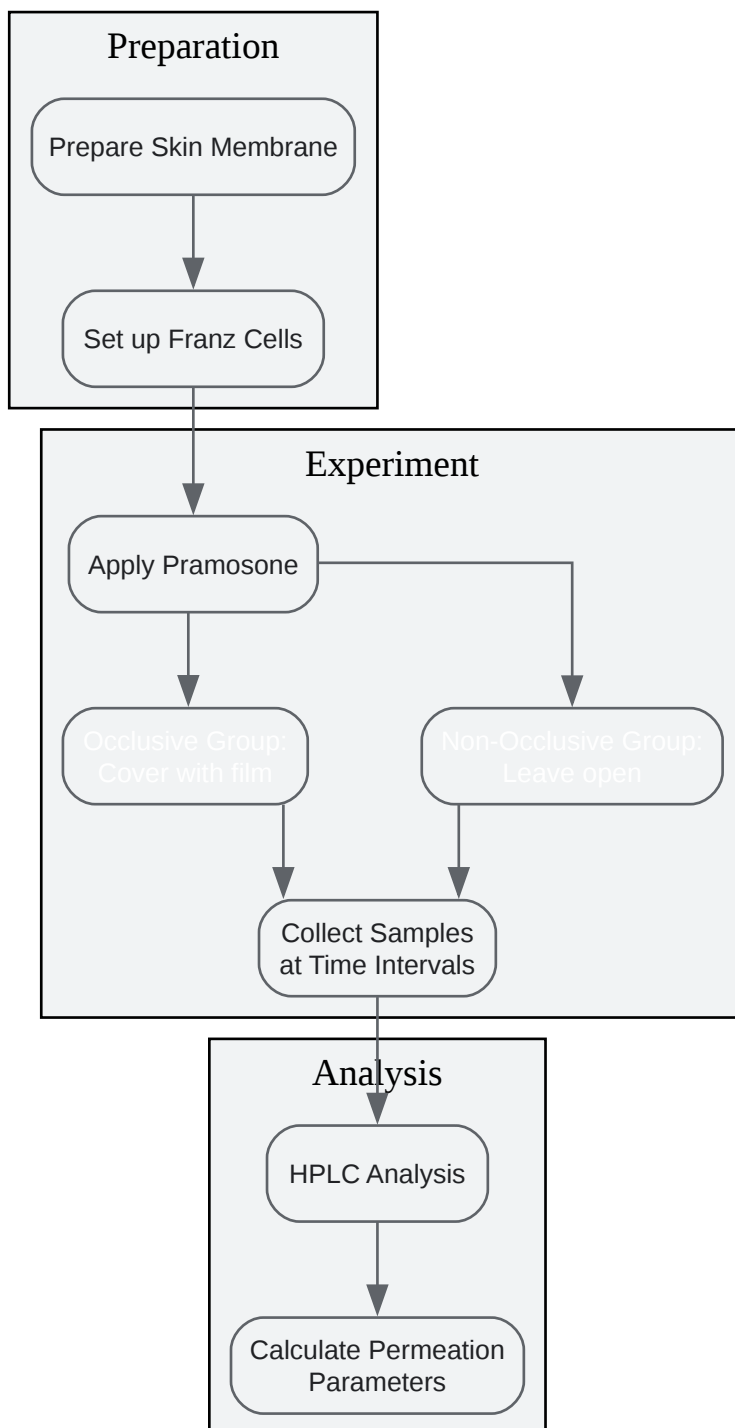 Preparation
Prepare Skin Membrane
Set up Franz Cells
Experiment
Apply Pramosone
Occlusive Group:
Cover with film
Non-Occlusive Group:
Leave open
Collect Samples
at Time Intervals
Analysis
HPLC Analysis
Calculate Permeation
Parameters